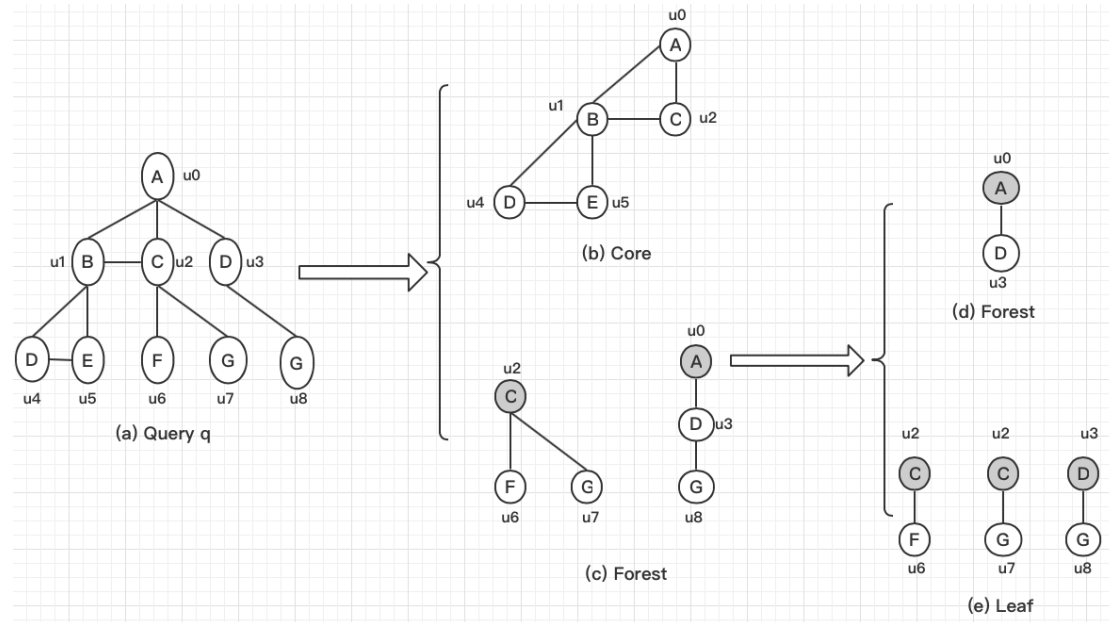 A u0
u1 B C u2 D u3
D E F G G
u4 u5 u6 u7 u8
(a) Query q
u0
A
u1 B C u2
u4 D E u5
(b) Core
u2
C
F G
u6 u7
u0
A
D u3
G
u8
(c) Forest
u0
A
D
u3
(d) Forest
u2 u2 u3
C C D
F G G
u6 u7 u8
(e) Leaf